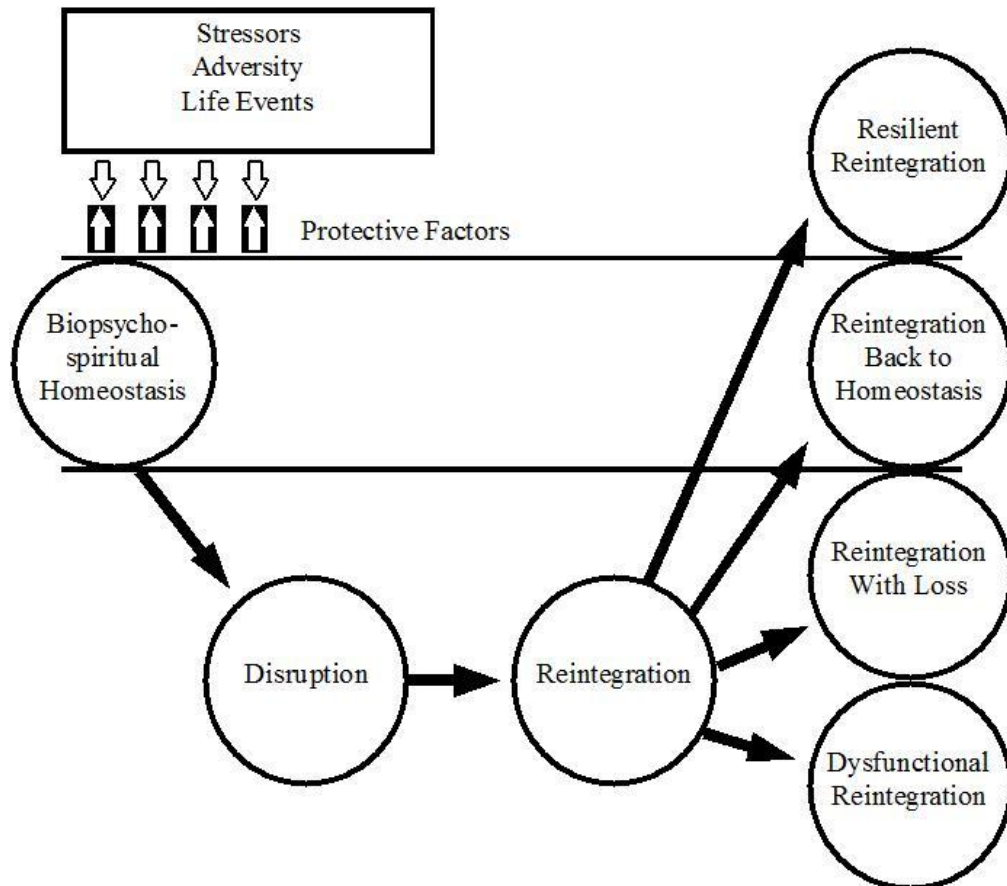 Stressors
Adversity
Life Events
Protective Factors
Biopsycho-
spiritual
Homeostasis
Disruption
Reintegration
Resilient
Reintegration
Reintegration
Back to
Homeostasis
Reintegration
With Loss
Dysfunctional
Reintegration